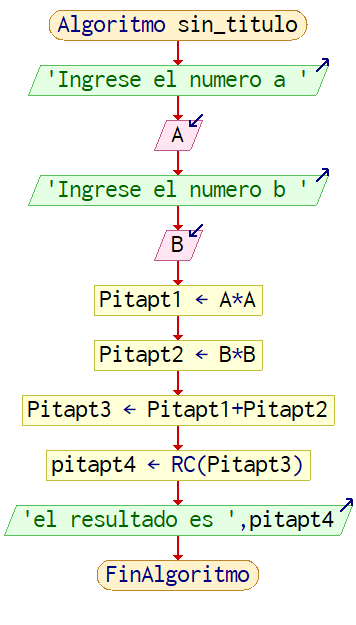 Algoritmo sin_titulo
'Ingrese el numero a '
A
'Ingrese el numero b '
B
Pitapt1 ← A*A
Pitapt2 ← B*B
Pitapt3 ← Pitapt1+Pitapt2
pitapt4 ← RC(Pitapt3)
'el resultado es ',pitapt4
FinAlgoritmo